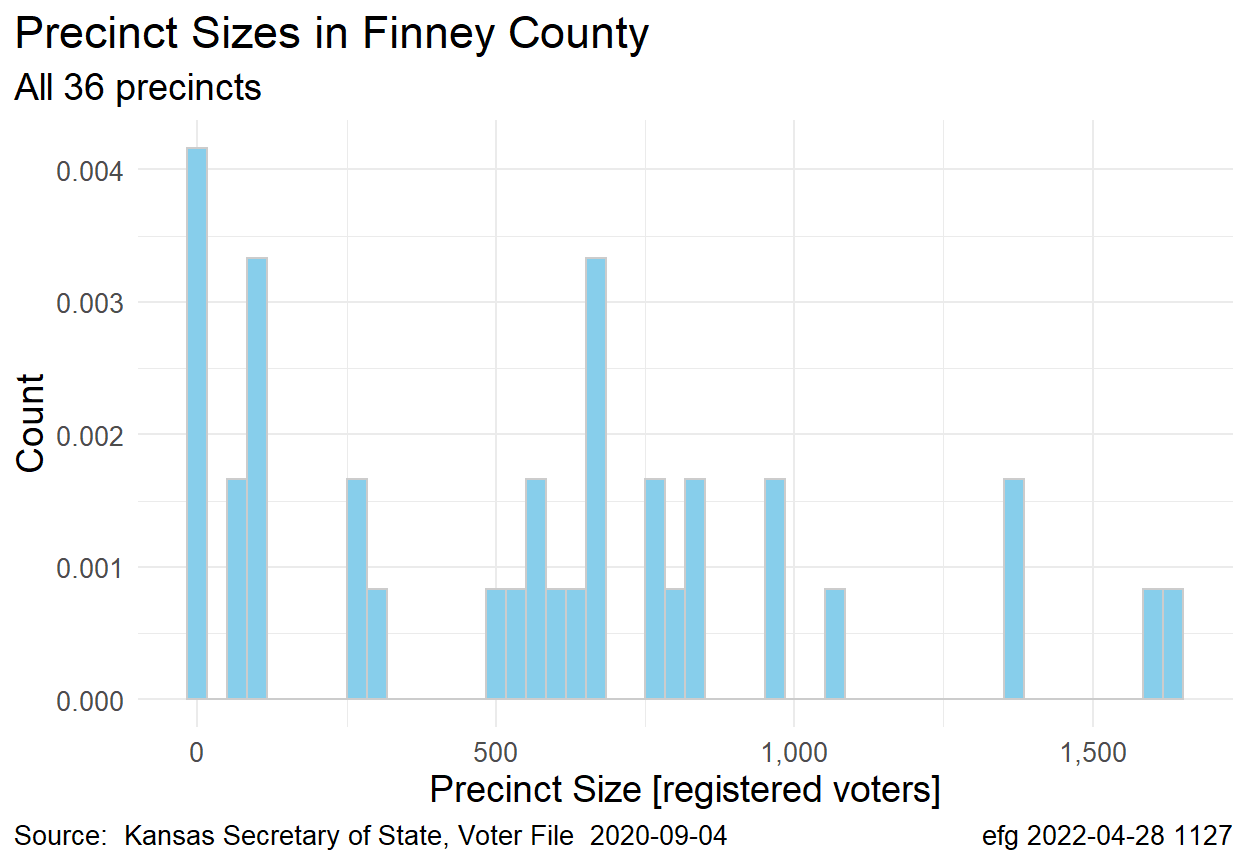 Precinct Sizes in Finney County
All 36 precincts
0.004
0.003
0.002
0.001
0.000
Count
0 500 1,000 1,500
Precinct Size [registered voters]
Source:  Kansas Secretary of State, Voter File  2020-09-04 efg 2022-04-28 1127